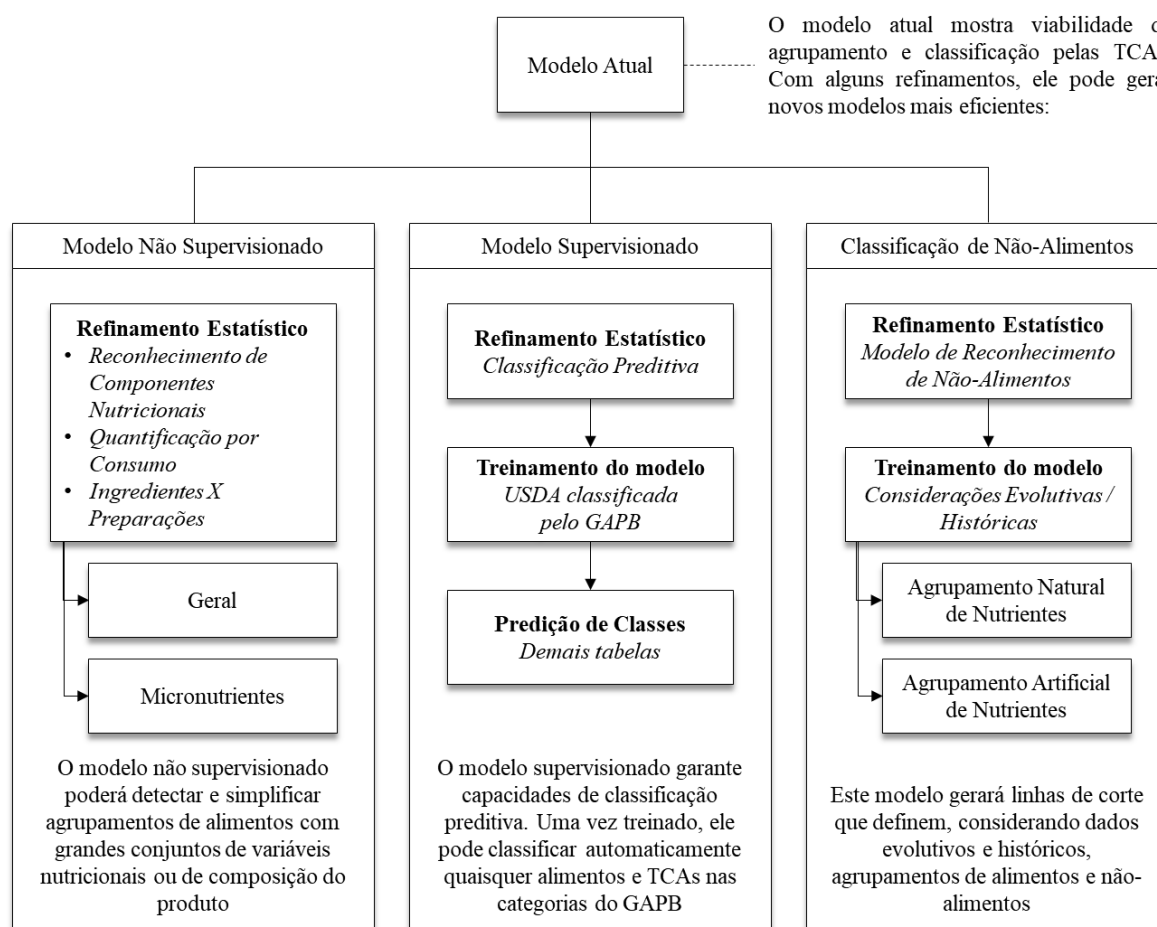 Modelo Atual
O modelo atual mostra viabilidade d
agrupamento e classificação pelas TCA
Com alguns refinamentos, ele pode gera
novos modelos mais eficientes:
Modelo Não Supervisionado
Refinamento Estatístico
• Reconhecimento de
Componentes
Nutricionais
• Quantificação por
Consumo
• Ingredientes X
Preparações
Geral
Micronutrientes
O modelo não supervisionado
poderá detectar e simplificar
agrupamentos de alimentos com
grandes conjuntos de variáveis
nutricionais ou de composição do
produto
Modelo Supervisionado
Refinamento Estatístico
Classificação Preditiva
Treinamento do modelo
USDA classificada
pelo GAPB
Predição de Classes
Demais tabelas
O modelo supervisionado garante
capacidades de classificação
preditiva. Uma vez treinado, ele
pode classificar automaticamente
quaisquer alimentos e TCAs nas
categorias do GAPB
Classificação de Não-Alimentos
Refinamento Estatístico
Modelo de Reconhecimento
de Não-Alimentos
Treinamento do modelo
Considerações Evolutivas /
Históricas
Agrupamento Natural
de Nutrientes
Agrupamento Artificial
de Nutrientes
Este modelo gerará linhas de corte
que definem, considerando dados
evolutivos e históricos,
agrupamentos de alimentos e não-
alimentos